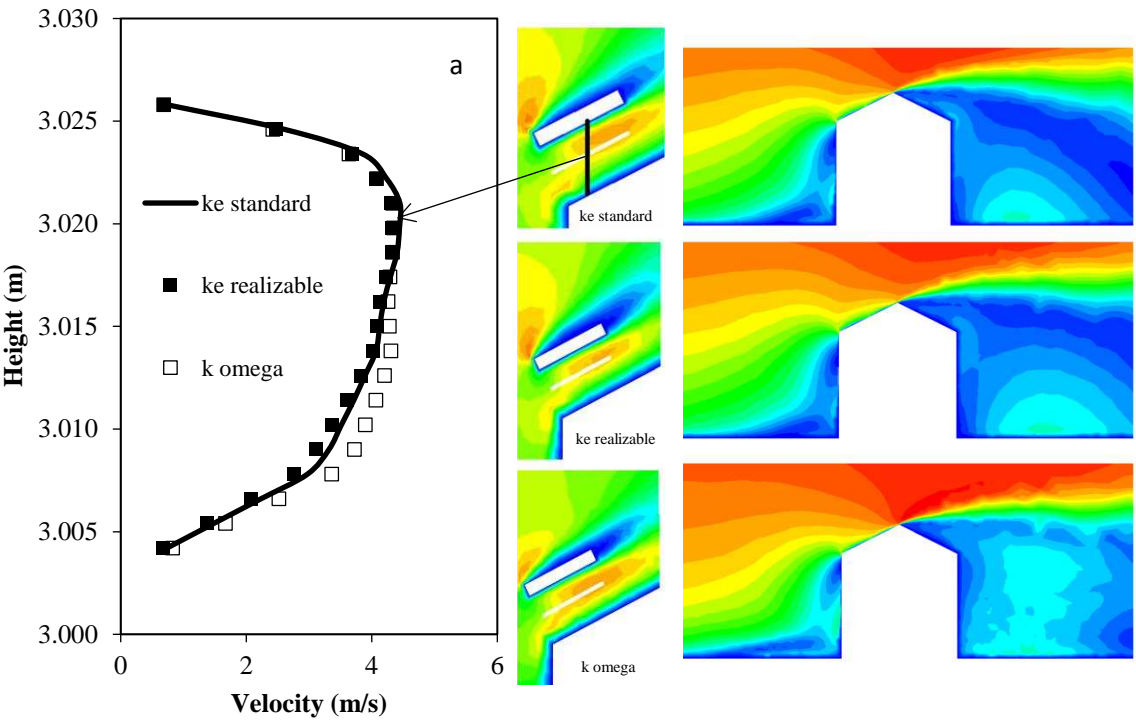 3.030
3.025
3.020
3.015
3.010
3.005
3.000
Height (m)
0
2
4
6
Velocity (m/s)
a
ke standard
ke realizable
k omega
ke standard
ke realizable
k omega